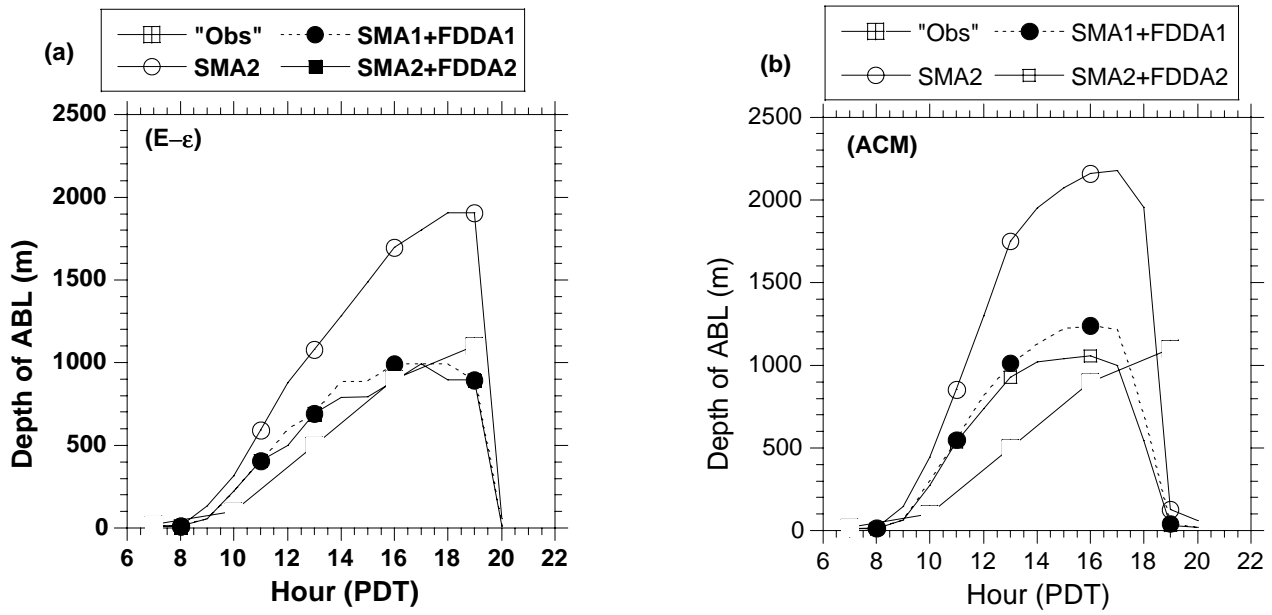 (a)
"Obs" SMA1+FDDA1
SMA2 SMA2+FDDA2
(E–ε)
Depth of ABL (m)
2500
2000
1500
1000
500
0
6 8 10 12 14 16 18 20 22
Hour (PDT)
(b)
"Obs" SMA1+FDDA1
SMA2 SMA2+FDDA2
(ACM)
Depth of ABL (m)
2500
2000
1500
1000
500
0
6 8 10 12 14 16 18 20 22
Hour (PDT)